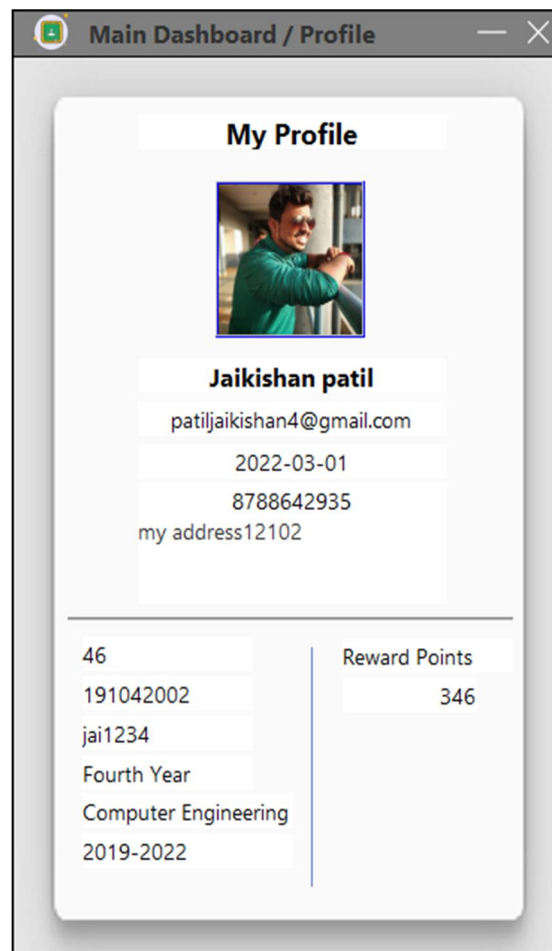 Main Dashboard / Profile
My Profile
Jaikishan patil
patiljaikishan4@gmail.com
2022-03-01
8788642935
my address12102
46
191042002
jai1234
Fourth Year
Computer Engineering
2019-2022
Reward Points
346